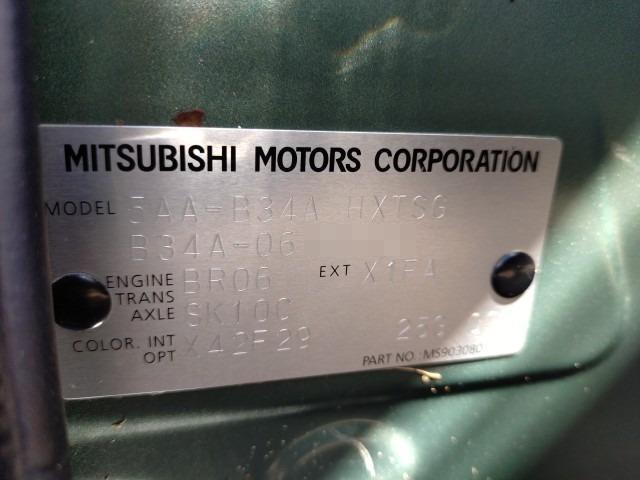 MITSUBISHI MOTORS CORPORATION
MODEL 5AA-B34A HXTSG
B34A-06
ENGINE BR06 EXT X1FA
TRANS AXLE SK10C
COLOR. INT OPT X42F29
PART NO. MS903080